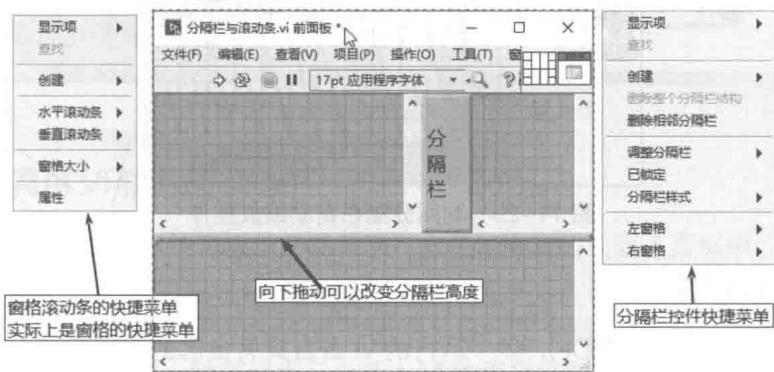 显示项
查找
创建
水平滚动条
垂直滚动条
窗格大小
属性
窗格滚动条的快捷菜单
实际上是窗格的快捷菜单
分隔栏与滚动条.vi 前面板 *
文件(F) 编辑(E) 查看(V) 项目(P) 操作(O) 工具(T) 窗
17pt 应用程序字体
分隔栏
向下拖动可以改变分隔栏高度
显示项
查找
创建
删除整个分隔栏结构
删除相邻分隔栏
调整分隔栏
已锁定
分隔栏样式
左窗格
右窗格
分隔栏控件快捷菜单